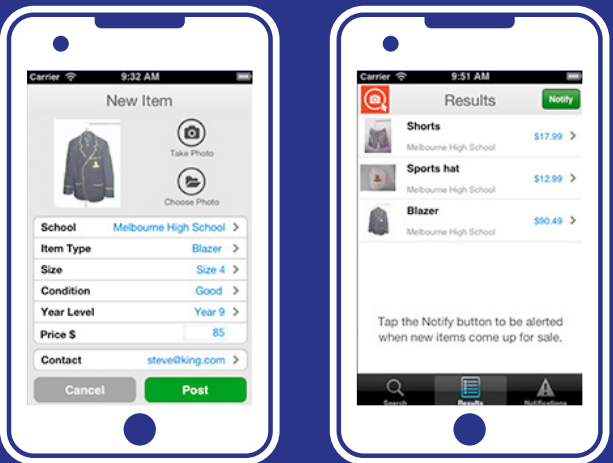 Carrier 9:32 AM
New Item
Take Photo
Choose Photo
School Melbourne High School
Item Type Blazer
Size Size 4
Condition Good
Year Level Year 9
Price $ 85
Contact steve@king.com
Cancel Post
Carrier 9:51 AM
Results Notify
Shorts
$17.99
Melbourne High School
Sports hat
$12.99
Melbourne High School
Blazer
$90.49
Melbourne High School
Tap the Notify button to be alerted
when new items come up for sale.
Search Results Notifications